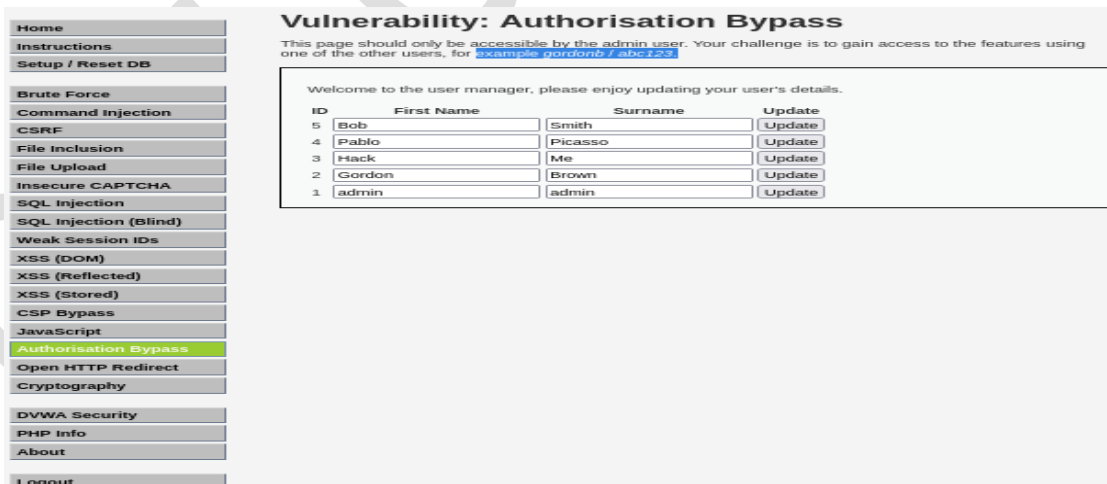 Home
Instructions
Setup / Reset DB
Brute Force
Command Injection
CSRF
File Inclusion
File Upload
Insecure CAPTCHA
SQL Injection
SQL Injection (Blind)
Weak Session IDs
XSS (DOM)
XSS (Reflected)
XSS (Stored)
CSP Bypass
JavaScript
Authorisation Bypass
Open HTTP Redirect
Cryptography
DVWA Security
PHP Info
About
Logout
Vulnerability: Authorisation Bypass
This page should only be accessible by the admin user. Your challenge is to gain access to the features using
one of the other users, for example gordonb / abc123.
Welcome to the user manager, please enjoy updating your user's details.
ID First Name Surname Update
5 Bob Smith Update
4 Pablo Picasso Update
3 Hack Me Update
2 Gordon Brown Update
1 admin admin Update